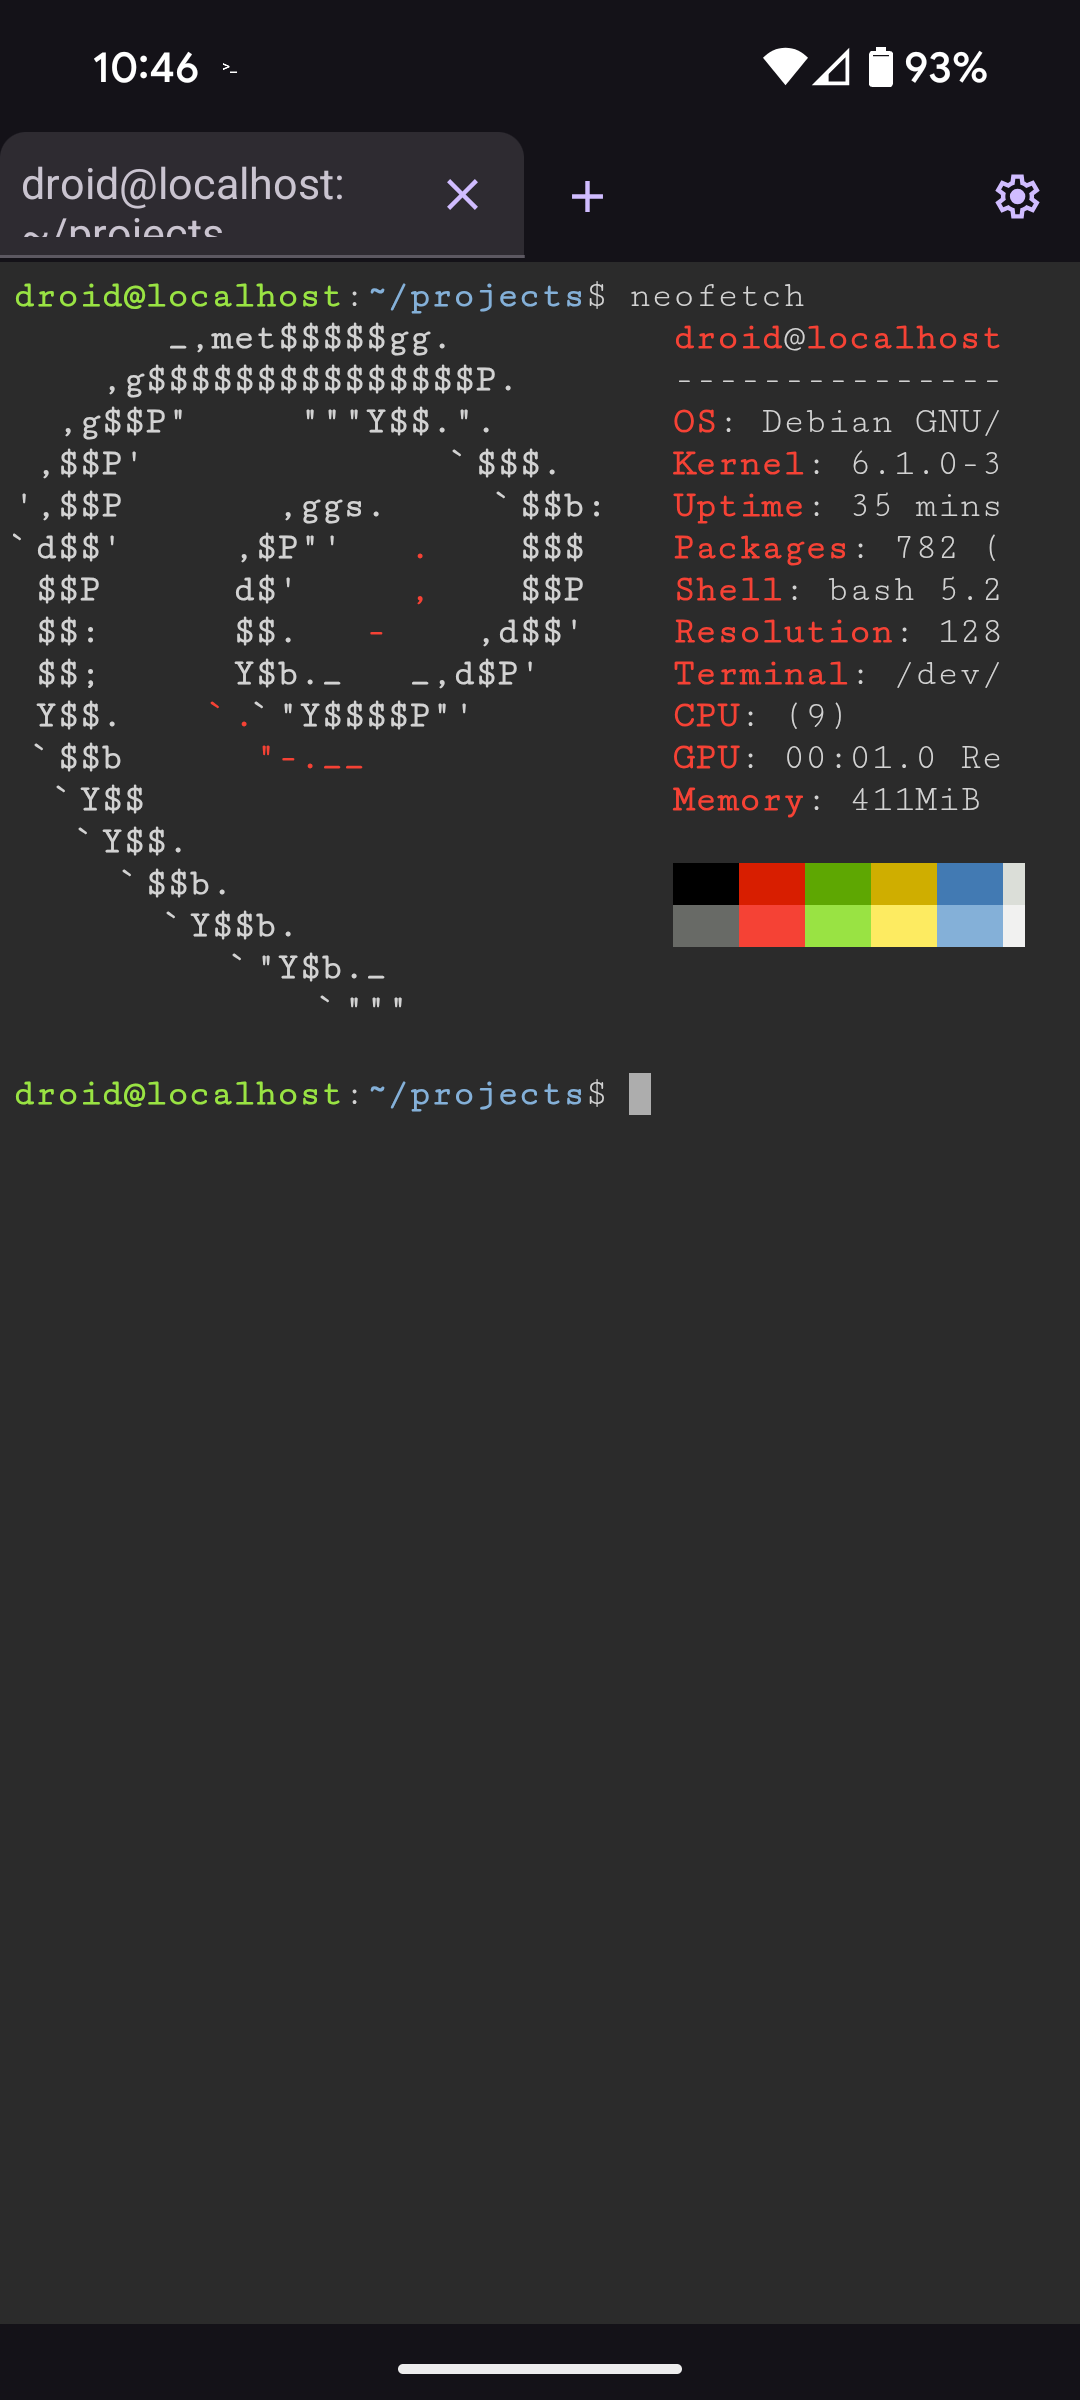 10:46 >_ 93%
droid@localhost:
~/projects
droid@localhost:~/projects$ neofetch
       _,met$$$$$gg.          droid@localhost
    ,g$$$$$$$$$$$$$$$P.       ---------------
  ,g$$P"     """Y$$.".        OS: Debian GNU/
 ,$$P'              `$$$.     Kernel: 6.1.0-3
',$$P       ,ggs.     `$$b:   Uptime: 35 mins
`d$$'     ,$P"'   .    $$$    Packages: 782 (
 $$P      d$'     ,    $$P    Shell: bash 5.2
 $$:      $$.   -    ,d$$'    Resolution: 128
 $$;      Y$b._   _,d$P'      Terminal: /dev/
 Y$$.    `.`"Y$$$$P"'         CPU: (9)
 `$$b      "-.__              GPU: 00:01.0 Re
  `Y$$                        Memory: 411MiB
   `Y$$.
     `$$b.
       `Y$$b.
          `"Y$b._
              `"""
droid@localhost:~/projects$